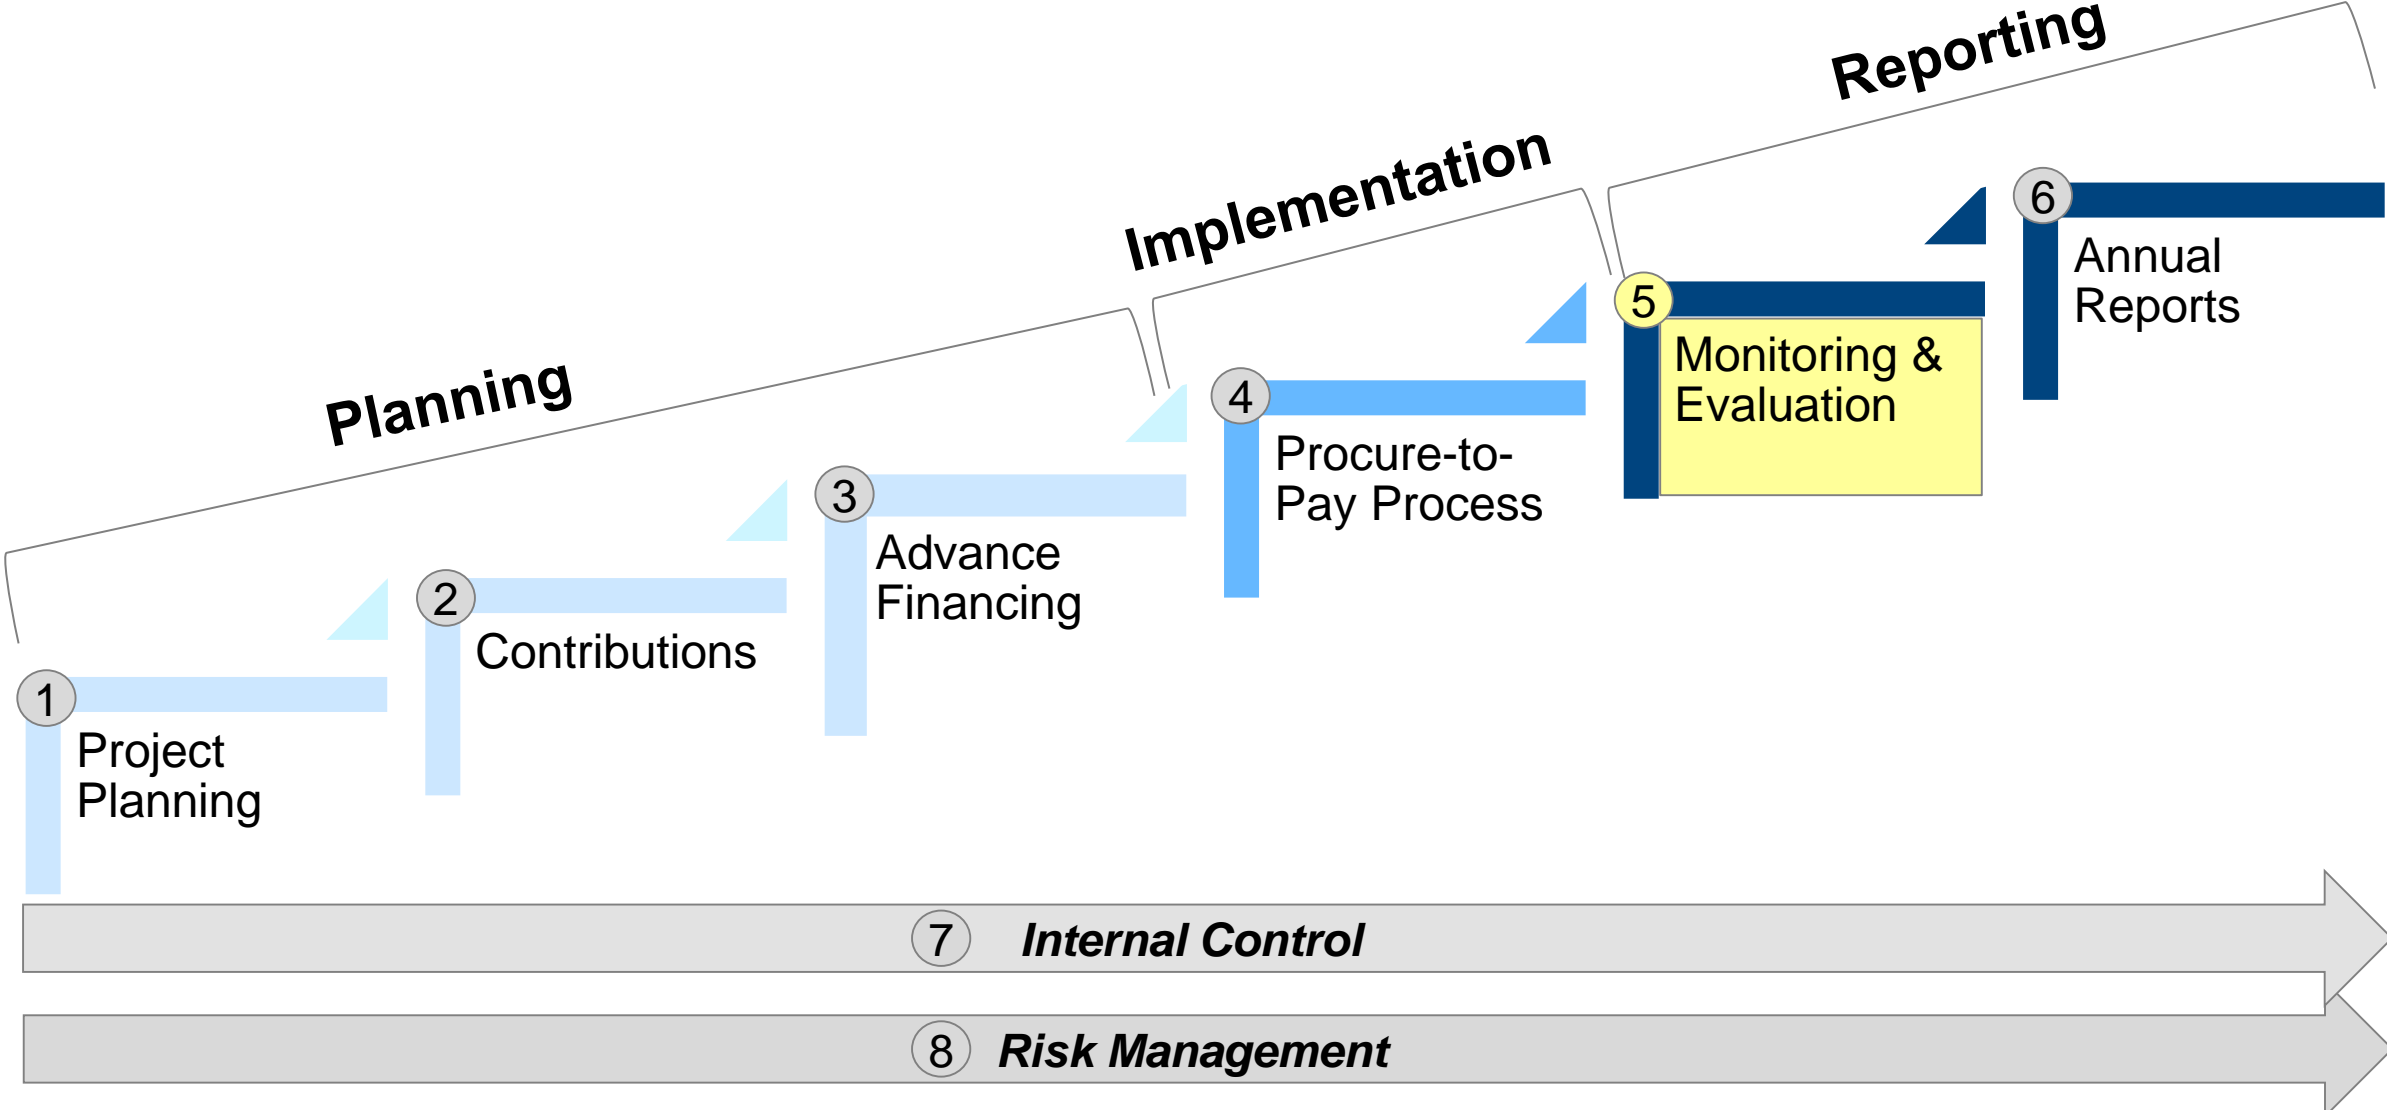 Planning
Implementation
Reporting
1
Project
Planning
2
Contributions
3
Advance
Financing
4
Procure-to-
Pay Process
5
Monitoring &
Evaluation
6
Annual
Reports
7 Internal Control
8 Risk Management